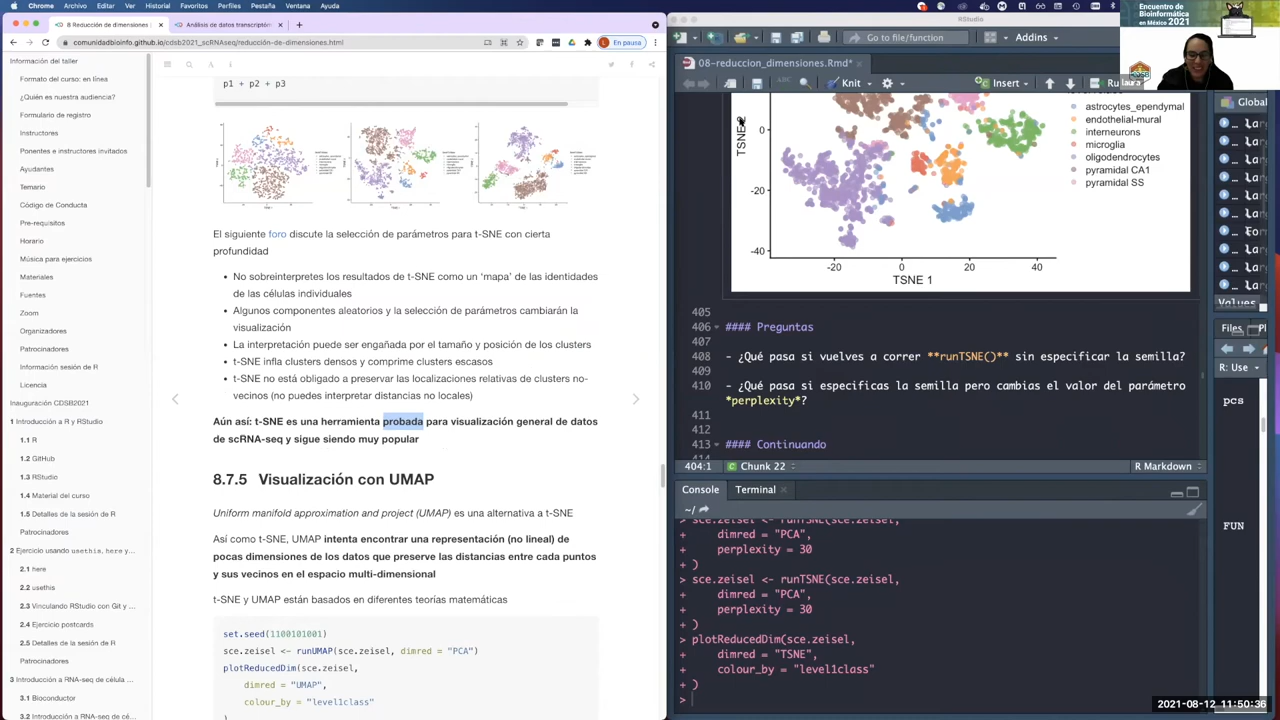 Chrome Archivo Editar Ver Historial Favoritos Perfiles Pestaña Ventana Ayuda
8 Reducción de dimensiones
Análisis de datos transcriptóm
comunidadbioinfo.github.io/cdsb2021_scRNAseq/reducción-de-dimensiones.html
En pausa
Información del taller
Formato del curso: en línea
¿Quién es nuestra audiencia?
Formulario de registro
Instructores
Ponentes e instructores invitados
Ayudantes
Temario
Código de Conducta
Pre-requisitos
Horario
Música para ejercicios
Materiales
Fuentes
Zoom
Organizadores
Patrocinadores
Información sesión de R
Licencia
Inauguración CDSB2021
1 Introducción a R y RStudio
1.1 R
1.2 GitHub
1.3 RStudio
1.4 Material del curso
1.5 Detalles de la sesión de R
Patrocinadores
2 Ejercicio usando usethis, here y…
2.1 here
2.2 usethis
2.3 Vinculando RStudio con Git y …
2.4 Ejercicio postcards
2.5 Detalles de la sesión de R
Patrocinadores
3 Introducción a RNA-seq de célula …
3.1 Bioconductor
3.2 Introducción a RNA-seq de cé…
p1 + p2 + p3
El siguiente foro discute la selección de parámetros para t-SNE con cierta
profundidad
• No sobreinterpretes los resultados de t-SNE como un ‘mapa’ de las identidades
de las células individuales
• Algunos componentes aleatorios y la selección de parámetros cambiarán la
visualización
• La interpretación puede ser engañada por el tamaño y posición de los clusters
• t-SNE infla clusters densos y comprime clusters escasos
• t-SNE no está obligado a preservar las localizaciones relativas de clusters no-
vecinos (no puedes interpretar distancias no locales)
Aún así: t-SNE es una herramienta probada para visualización general de datos
de scRNA-seq y sigue siendo muy popular
8.7.5 Visualización con UMAP
Uniform manifold approximation and project (UMAP) es una alternativa a t-SNE
Así como t-SNE, UMAP intenta encontrar una representación (no lineal) de
pocas dimensiones de los datos que preserve las distancias entre cada puntos
y sus vecinos en el espacio multi-dimensional
t-SNE y UMAP están basados en diferentes teorías matemáticas
set.seed(1100101001)
sce.zeisel <- runUMAP(sce.zeisel, dimred = "PCA")
plotReducedDim(sce.zeisel,
dimred = "UMAP",
colour_by = "level1class"
)
RStudio
Go to file/function
Addins
08-reduccion_dimensiones.Rmd*
Knit
Insert
Ru
laura
Encuentro
de Bioinformática
en México 2021
CDSB
TSNE 2
0
-20
-40
-20 0 20 40
TSNE 1
astrocytes_ependymal
endothelial-mural
interneurons
microglia
oligodendrocytes
pyramidal CA1
pyramidal SS
405
406 #### Preguntas
407
408 - ¿Qué pasa si vuelves a correr **runTSNE()** sin especificar la semilla?
409
410 - ¿Qué pasa si especificas la semilla pero cambias el valor del parámetro
*perplexity*?
411
412 #### Continuando
413
404:1 Chunk 22 R Markdown
Console Terminal
~/
> sce.zeisel <- runTSNE(sce.zeisel,
+ dimred = "PCA",
+ perplexity = 30
+ )
> sce.zeisel <- runTSNE(sce.zeisel,
+ dimred = "PCA",
+ perplexity = 30
+ )
> plotReducedDim(sce.zeisel,
+ dimred = "TSNE",
+ colour_by = "level1class"
+ )
>
Global
Values
Files
R: Use
pcs
FUN
2021-08-12 11:50:36